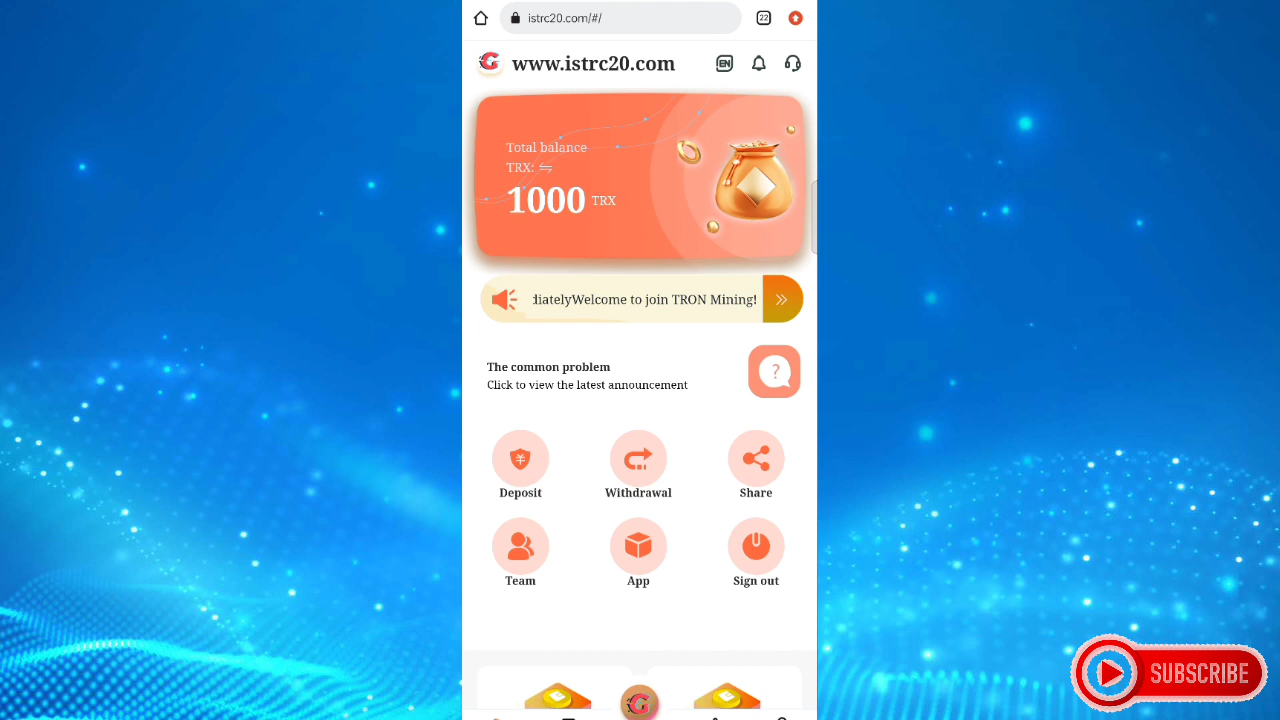 istrc20.com/#/
22
www.istrc20.com
EN
Total balance
TRX:
1000 TRX
diatelyWelcome to join TRON Mining!
The common problem
Click to view the latest announcement
?
¥
Deposit
Withdrawal
Share
Team
App
Sign out
G
SUBSCRIBE